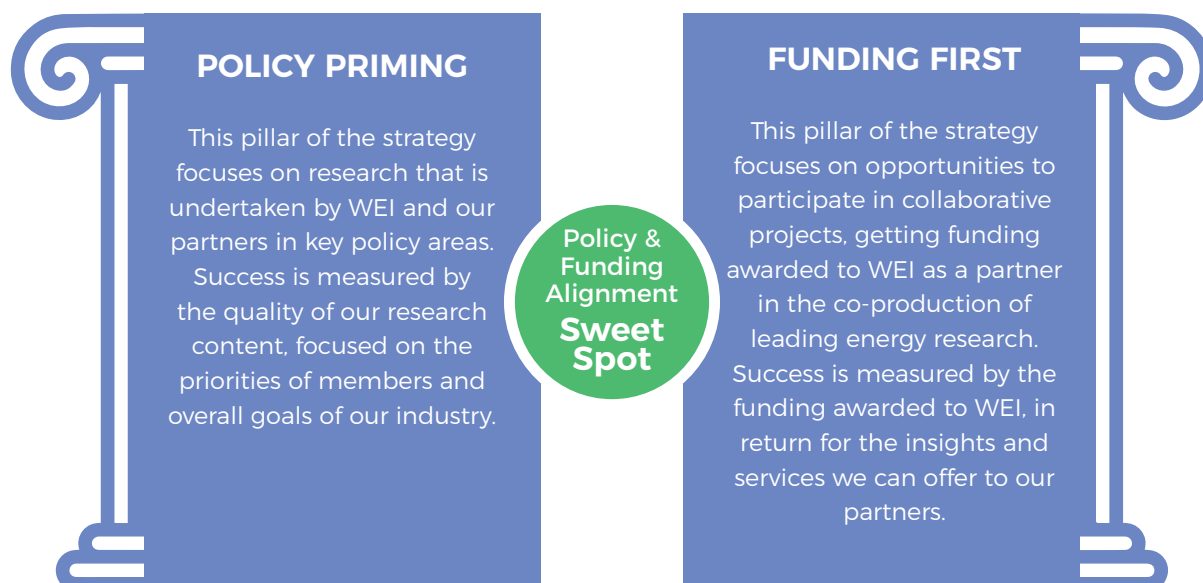 POLICY PRIMING
This pillar of the strategy
focuses on research that is
undertaken by WEI and our
partners in key policy areas.
Success is measured by
the quality of our research
content, focused on the
priorities of members and
overall goals of our industry.
Policy &
Funding
Alignment
Sweet
Spot
FUNDING FIRST
This pillar of the strategy
focuses on opportunities to
participate in collaborative
projects, getting funding
awarded to WEI as a partner
in the co-production of
leading energy research.
Success is measured by the
funding awarded to WEI, in
return for the insights and
services we can offer to our
partners.